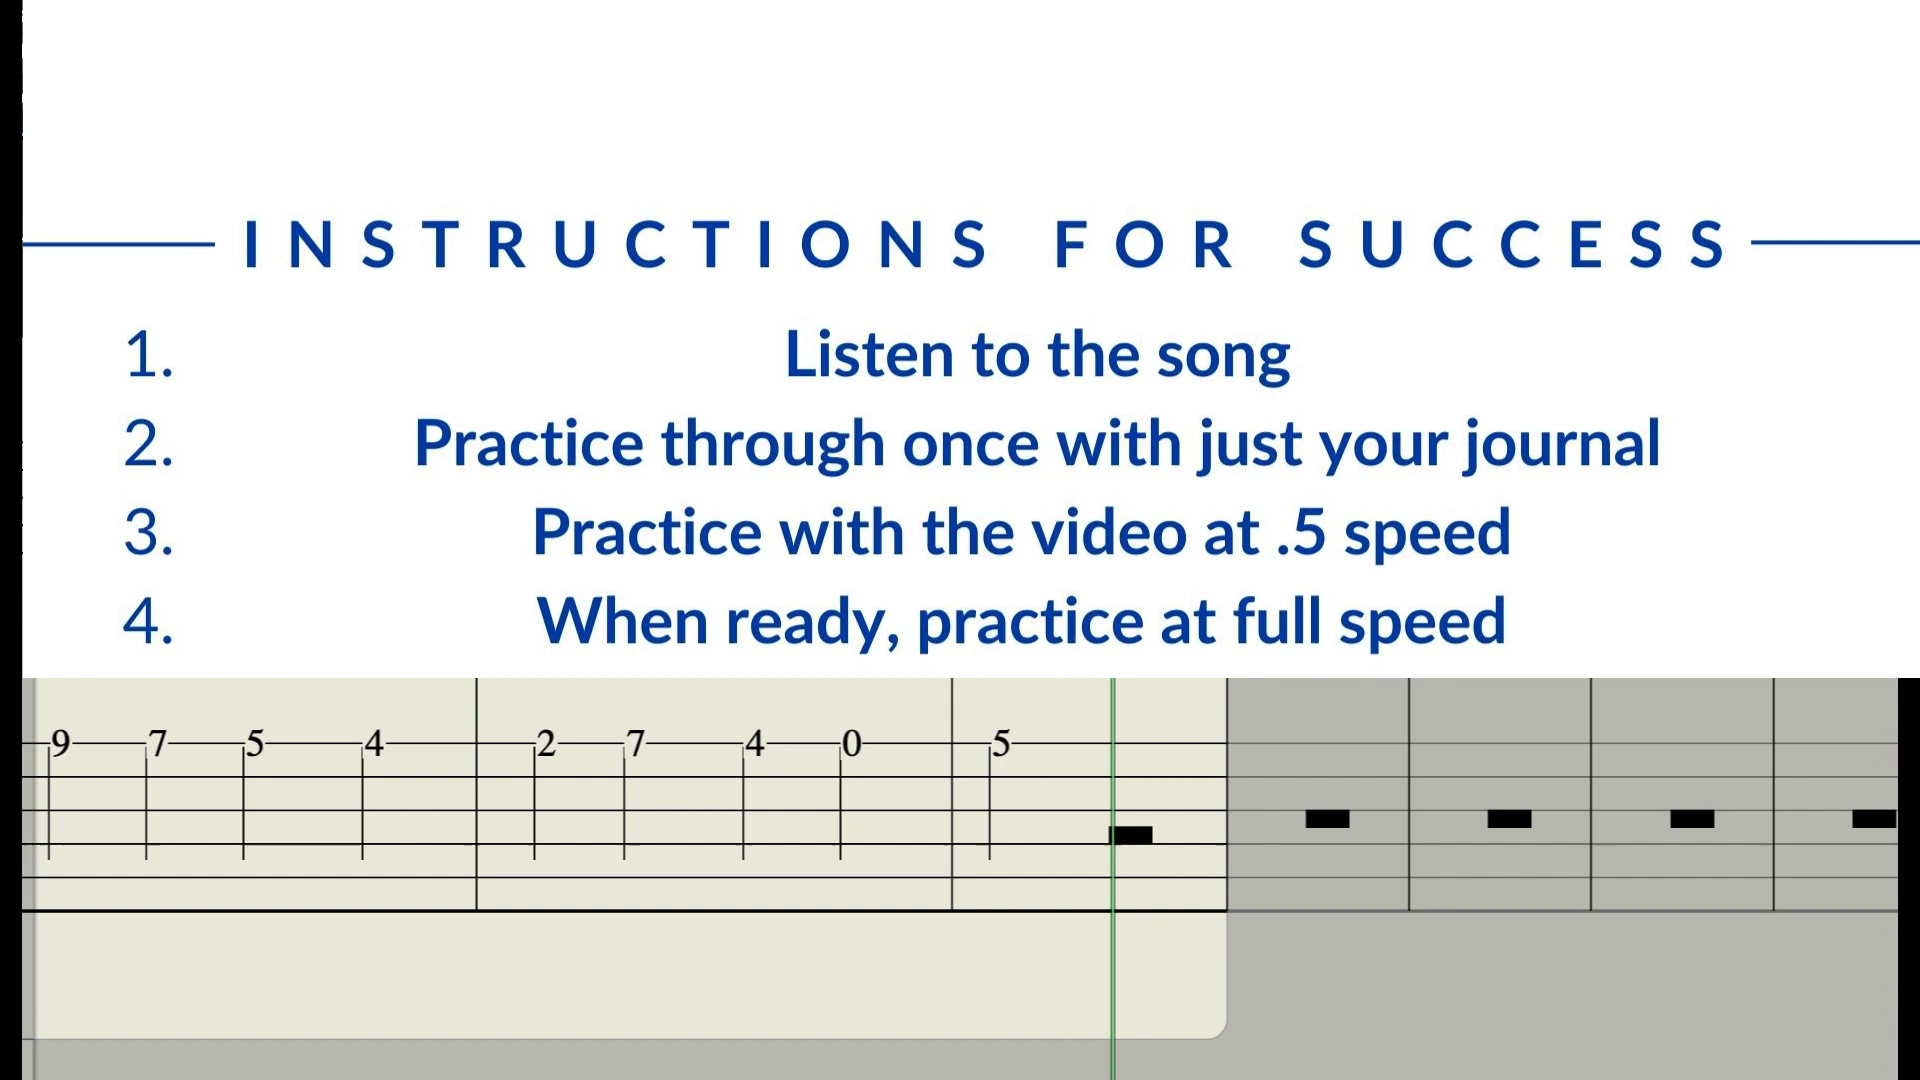 INSTRUCTIONS FOR SUCCESS
1. Listen to the song
2. Practice through once with just your journal
3. Practice with the video at .5 speed
4. When ready, practice at full speed
9 7 5 4 2 7 4 0 5